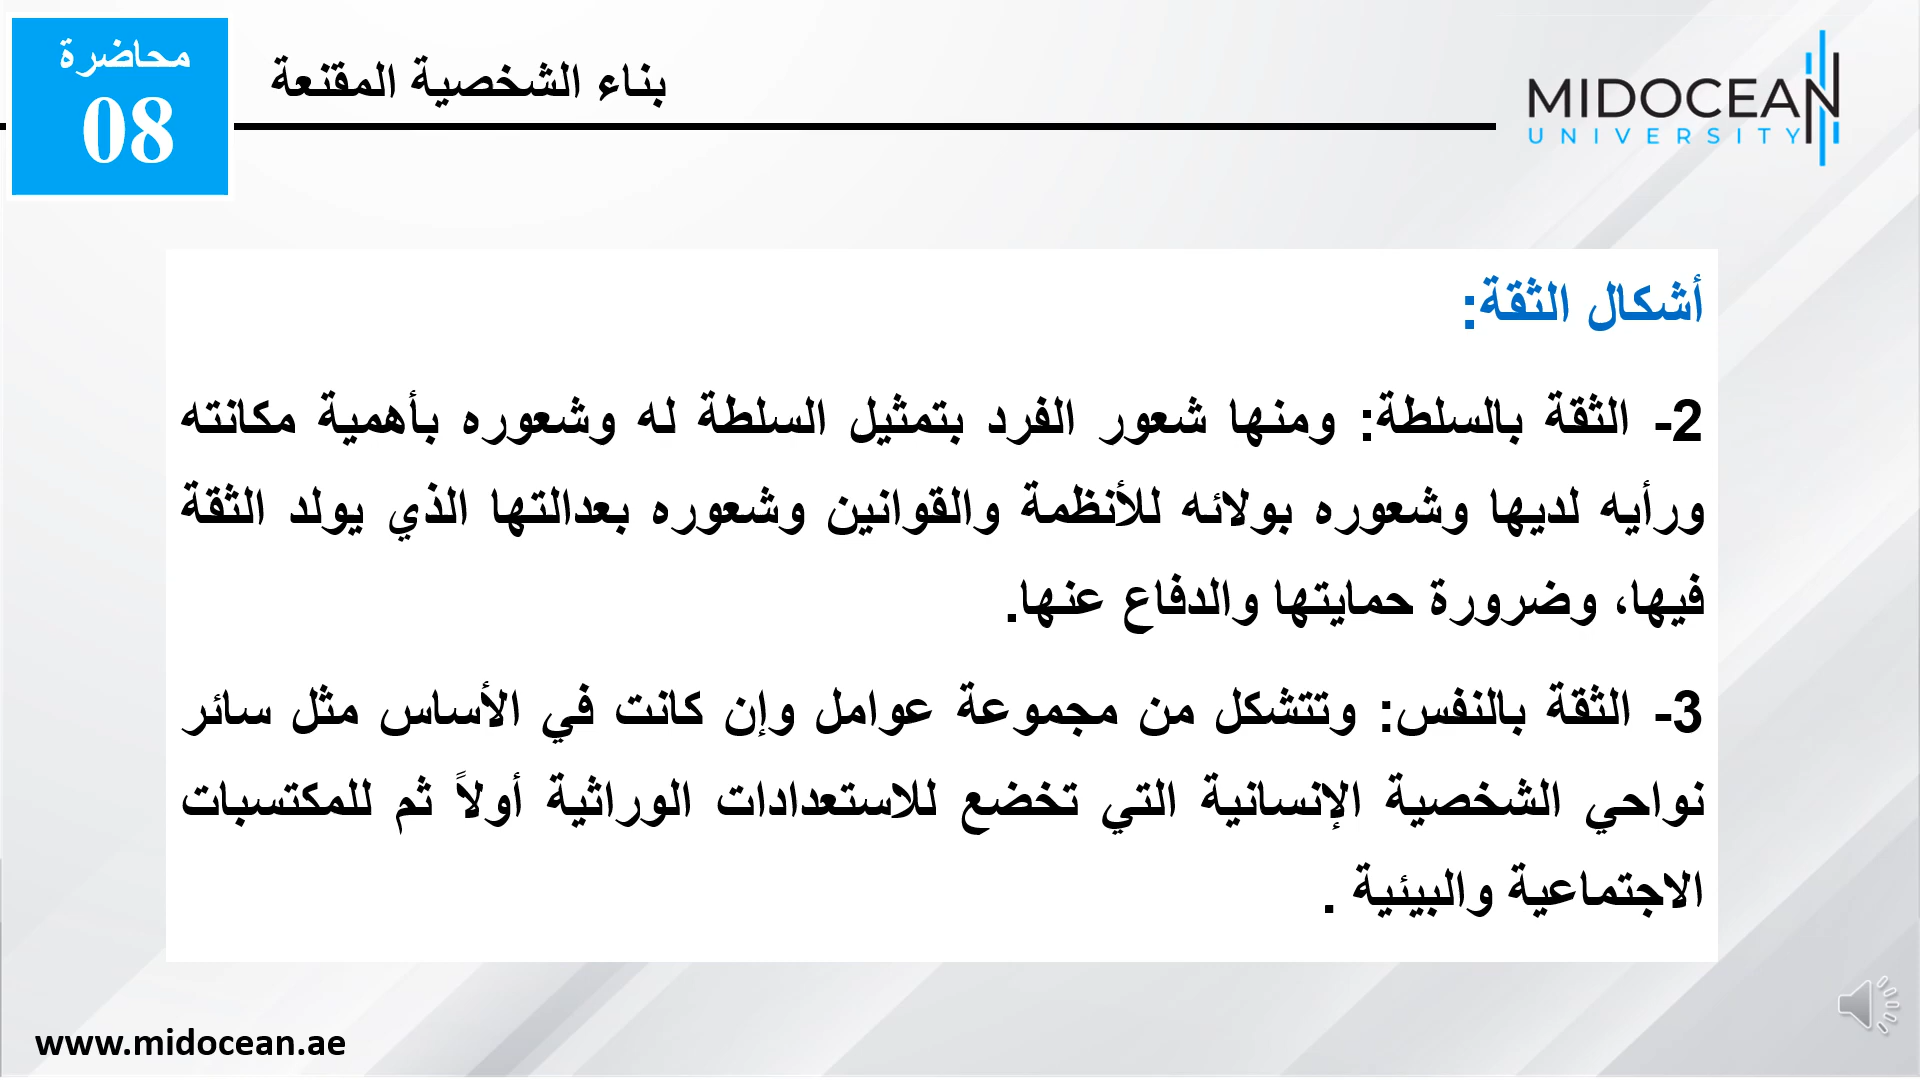 محاضرة
08
بناء الشخصية المقنعة
MIDOCEAN
UNIVERSITY
أشكال الثقة:
2- الثقة بالسلطة: ومنها شعور الفرد بتمثيل السلطة له وشعوره بأهمية مكانته
ورأيه لديها وشعوره بولائه للأنظمة والقوانين وشعوره بعدالتها الذي يولد الثقة
فيها، وضرورة حمايتها والدفاع عنها.
3- الثقة بالنفس: وتتشكل من مجموعة عوامل وإن كانت في الأساس مثل سائر
نواحي الشخصية الإنسانية التي تخضع للاستعدادات الوراثية أولاً ثم للمكتسبات
الاجتماعية والبيئية .
www.midocean.ae